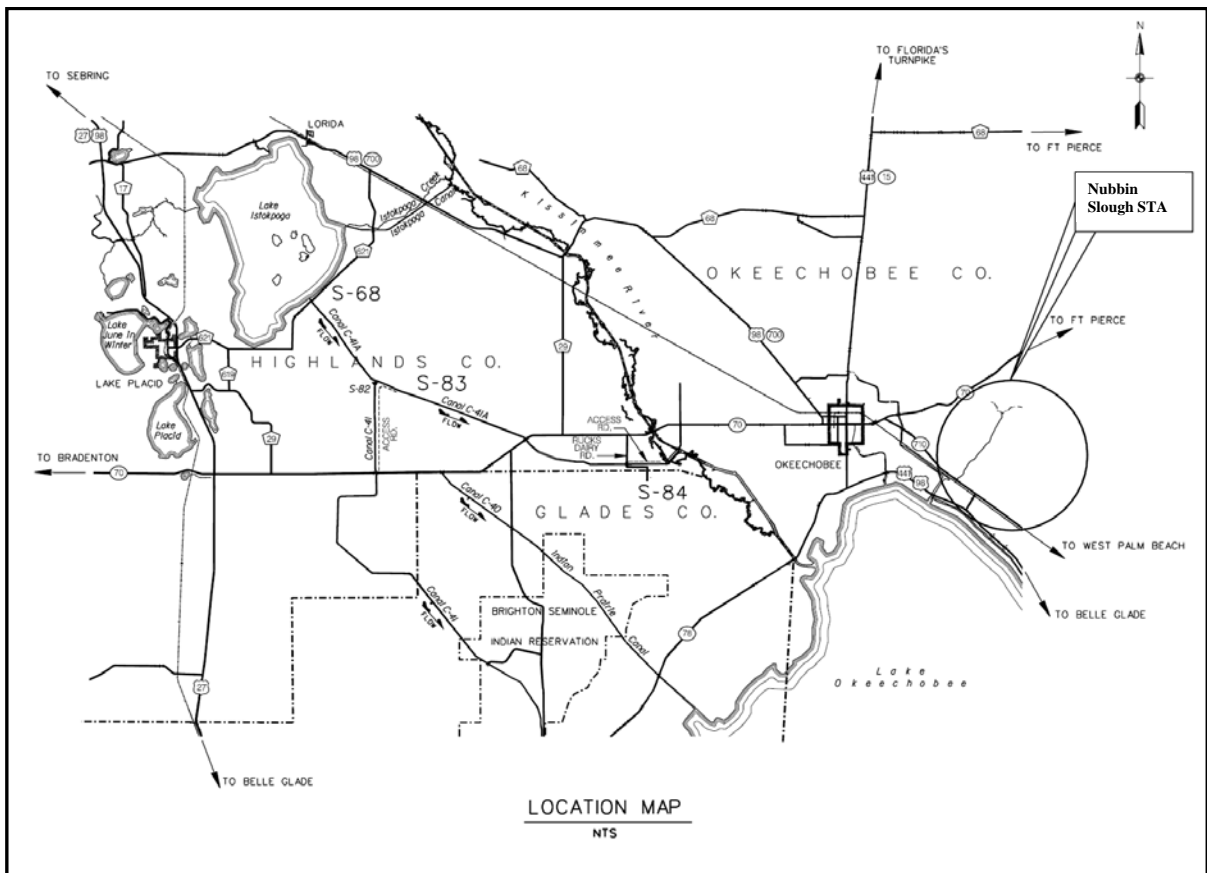 N
TO FLORIDA'S
TURNPIKE
TO SEBRING
27 98
LORIDA
68
TO FT PIERCE
98 700
441 15
17
68
Nubbin
Slough STA
Istokpoga Creek
Istokpoga Canal
Kissimmee River
Lake
Istokpoga
68
621
OKEECHOBEE CO.
S-68
TO FT PIERCE
Lake
June in
Winter
621
Canal C-41A
FLOW
98 700
29
HIGHLANDS CO.
LAKE PLACID
S-82
S-83
70
Canal C-41A
FLOW
Lake
Placid
Canal C-41
ACCESS
RD.
ACCESS
RD.
70
29
RUCKS
DAIRY
RD.
710
OKEECHOBEE
TO BRADENTON
70
441
98
S-84
Canal C-40
FLOW
GLADES CO.
TO WEST PALM BEACH
Indian
Prairie
Canal
Canal C-41
FLOW
BRIGHTON SEMINOLE
INDIAN RESERVATION
TO BELLE GLADE
78
Lake
Okeechobee
27
TO BELLE GLADE
LOCATION MAP
NTS